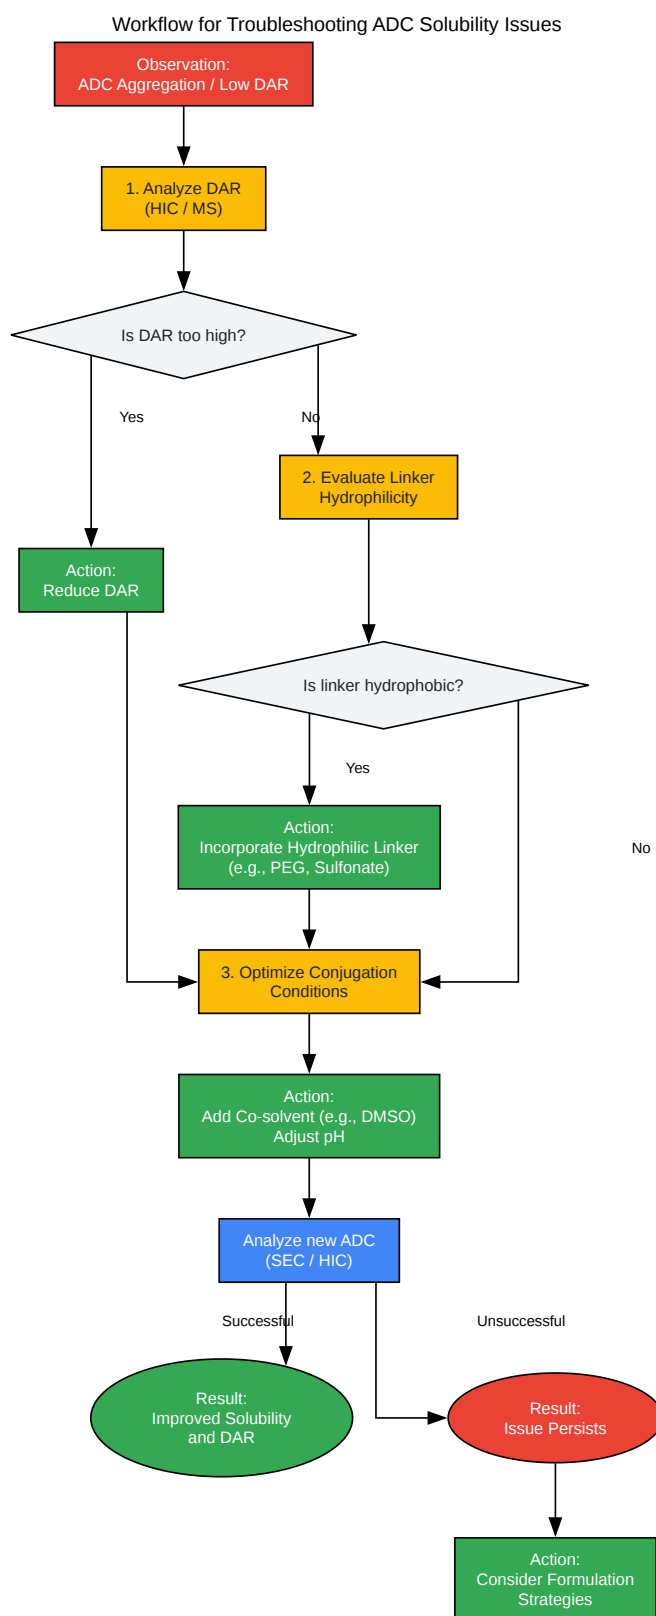 Workflow for Troubleshooting ADC Solubility Issues
Observation:
ADC Aggregation / Low DAR
1. Analyze DAR
(HIC / MS)
Is DAR too high?
Yes
No
2. Evaluate Linker
Hydrophilicity
Action:
Reduce DAR
Is linker hydrophobic?
Yes
Action:
Incorporate Hydrophilic Linker
(e.g., PEG, Sulfonate)
No
3. Optimize Conjugation
Conditions
Action:
Add Co-solvent (e.g., DMSO)
Adjust pH
Analyze new ADC
(SEC / HIC)
Successful
Unsuccessful
Result:
Improved Solubility
and DAR
Result:
Issue Persists
Action:
Consider Formulation
Strategies